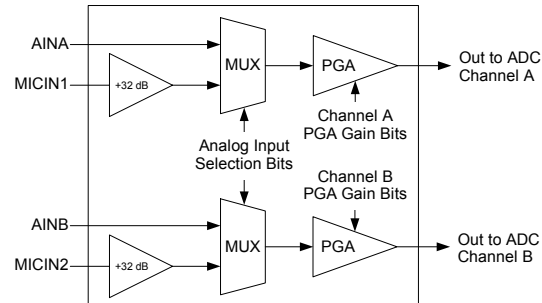 AINA
MICIN1
+32 dB
MUX
PGA
Out to ADC
Channel A
Channel A
PGA Gain Bits
Analog Input
Selection Bits
Channel B
PGA Gain Bits
AINB
MICIN2
+32 dB
MUX
PGA
Out to ADC
Channel B